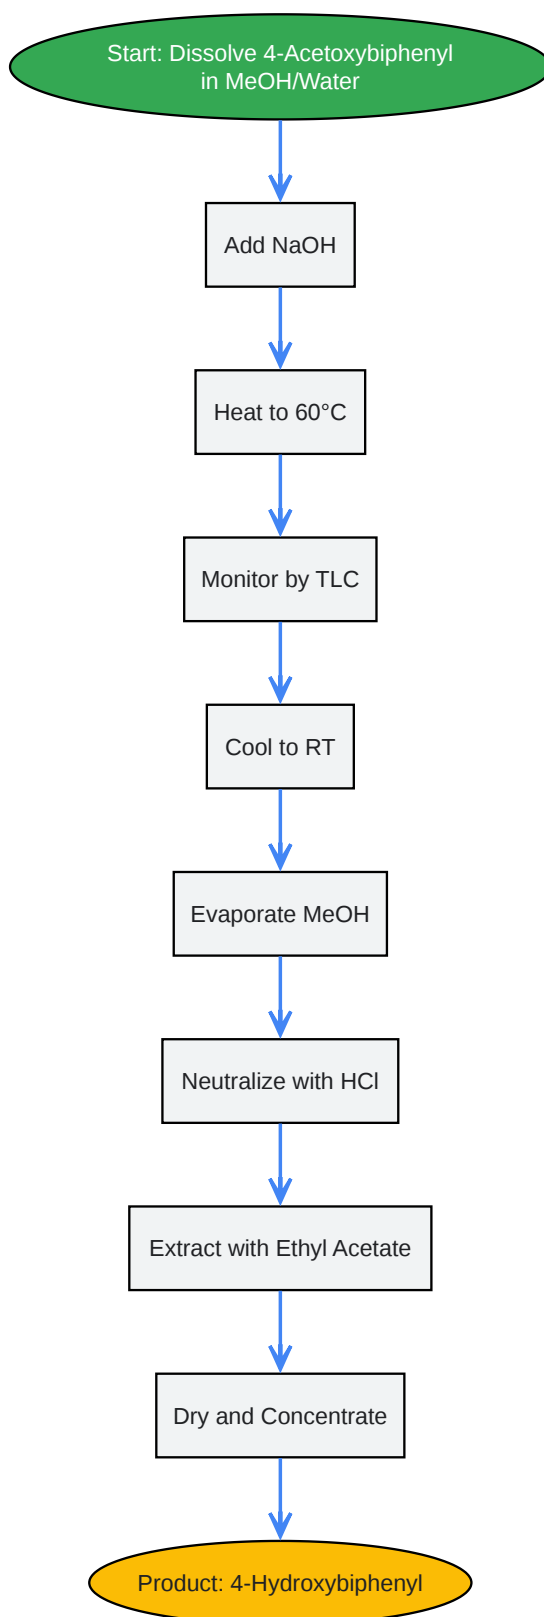 Start: Dissolve 4-Acetoxybiphenyl
in MeOH/Water
Add NaOH
Heat to 60°C
Monitor by TLC
Cool to RT
Evaporate MeOH
Neutralize with HCl
Extract with Ethyl Acetate
Dry and Concentrate
Product: 4-Hydroxybiphenyl